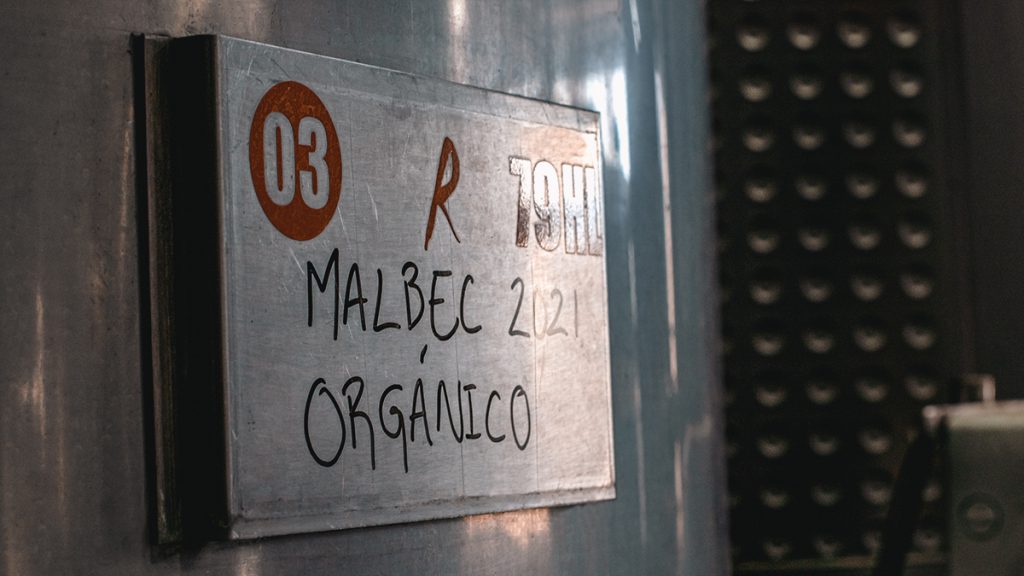 03 R 79HL
MALBEC 2021
ORGÁNICO